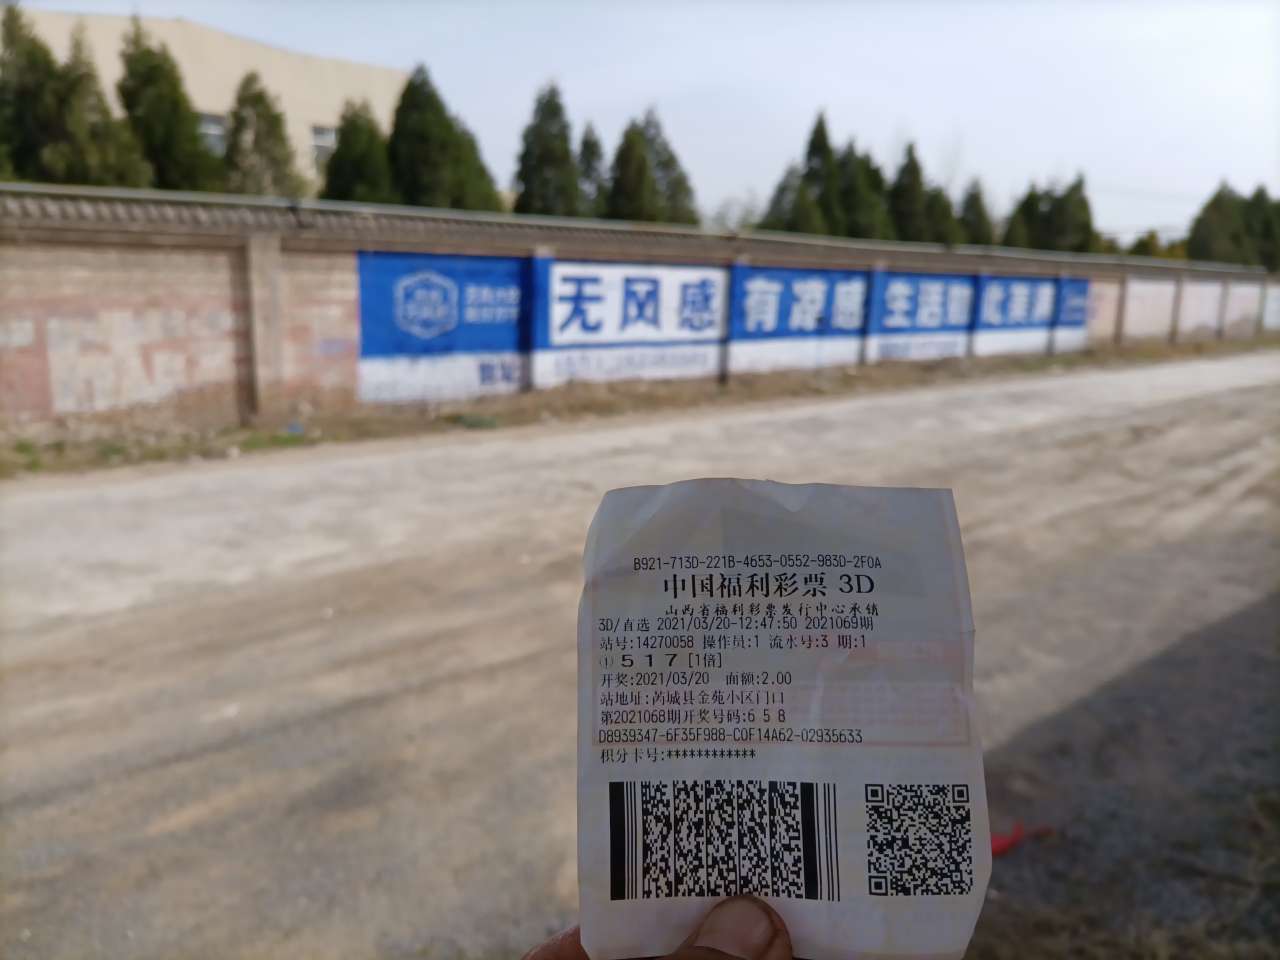 无风感 有凉感 生活如此美满
B921-713D-221B-4653-0552-983D-2F0A
中国福利彩票 3D
山西省福利彩票发行中心承销
3D/直选 2021/03/20-12:47:50 2021069期
站号:14270058 操作员:1 流水号:3 期:1
① 5 1 7 [1倍]
开奖:2021/03/20 面额:2.00
站地址:芮城县金苑小区门口
第2021068期开奖号码:6 5 8
D8939347-6F35F988-C0F14A62-02935633
积分卡号:************